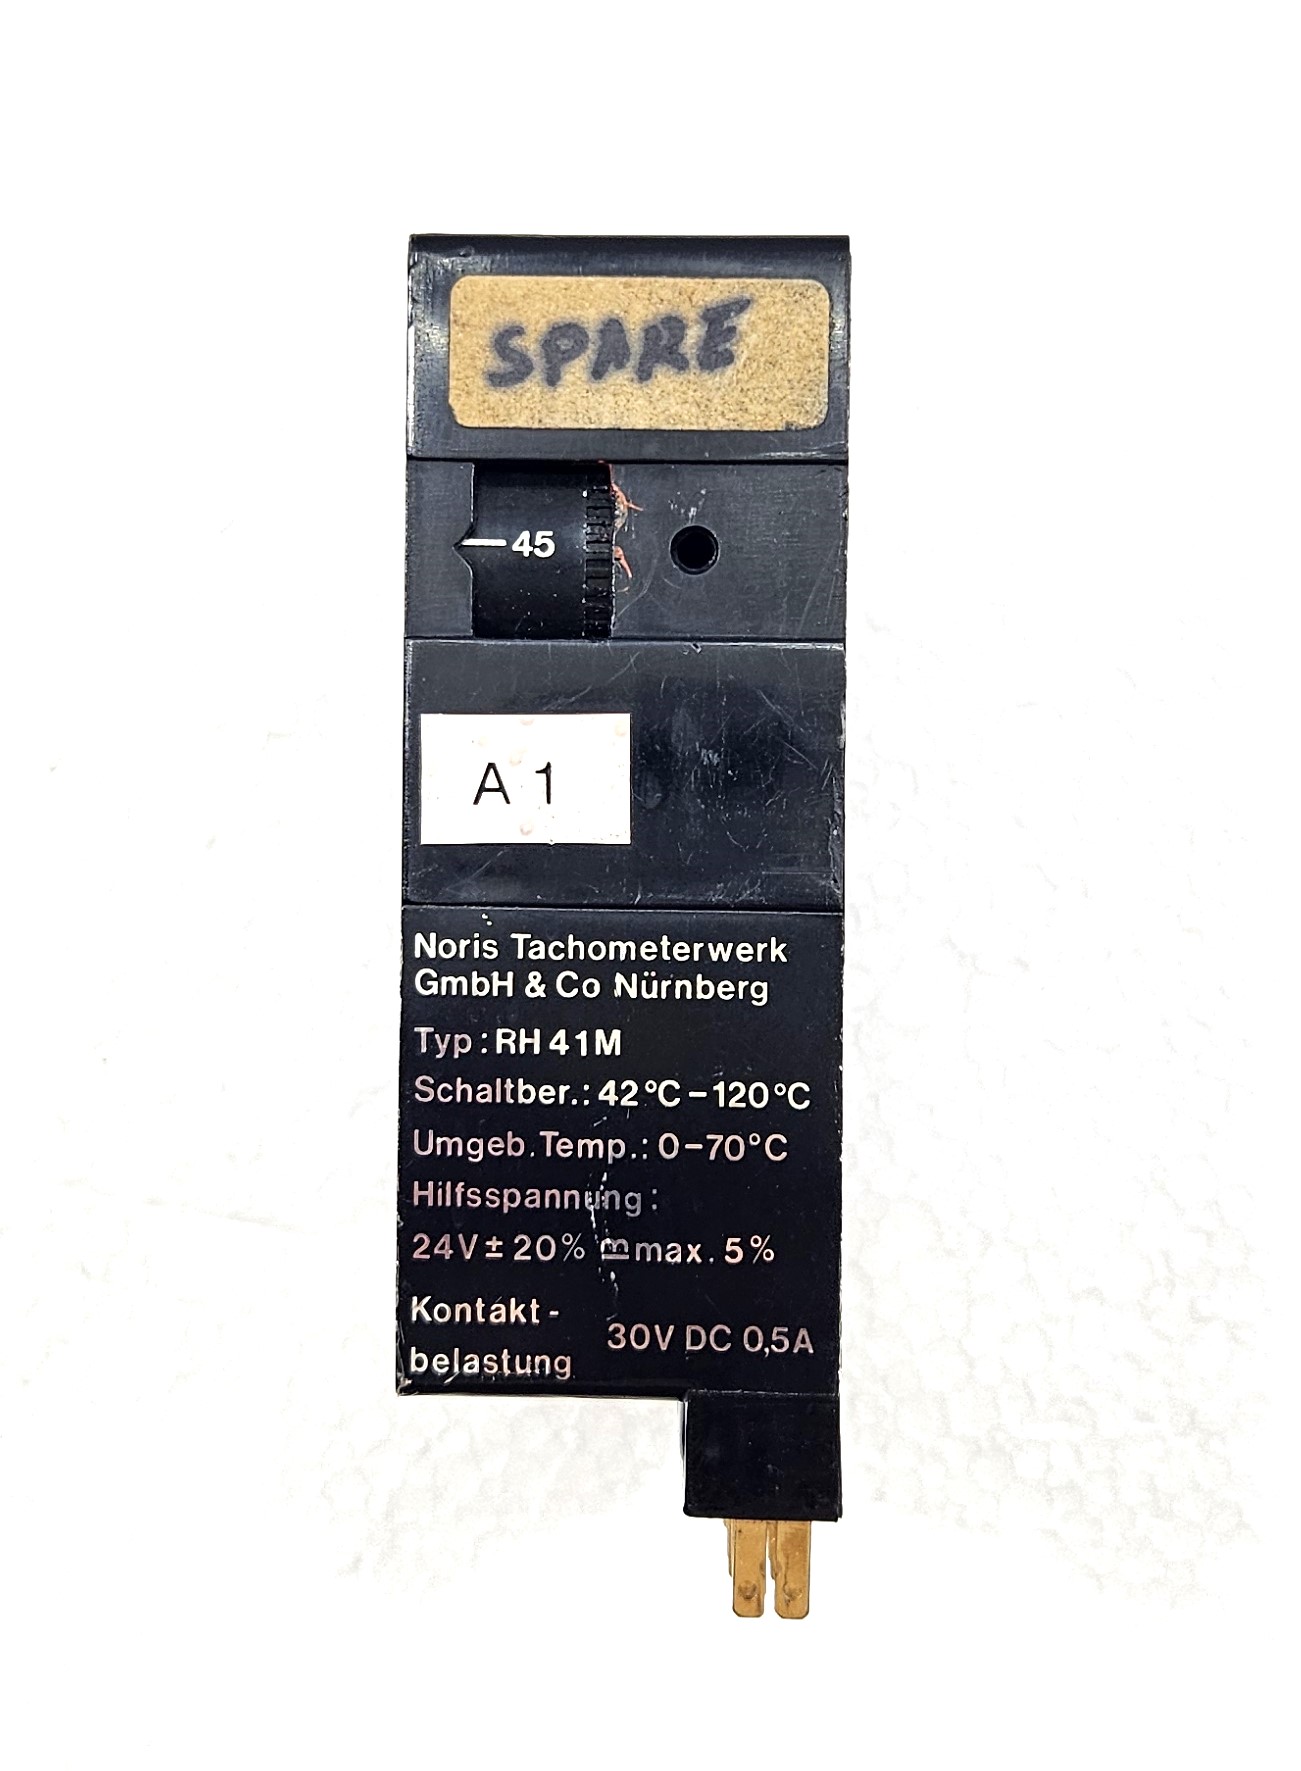 SPARE
45
A 1
Noris Tachometerwerk
GmbH & Co Nürnberg
Typ: RH 41M
Schaltber.: 42°C-120°C
Umgeb. Temp.: 0-70°C
Hilfsspannung:
24V ± 20% max. 5%
Kontakt-
belastung 30V DC 0,5A